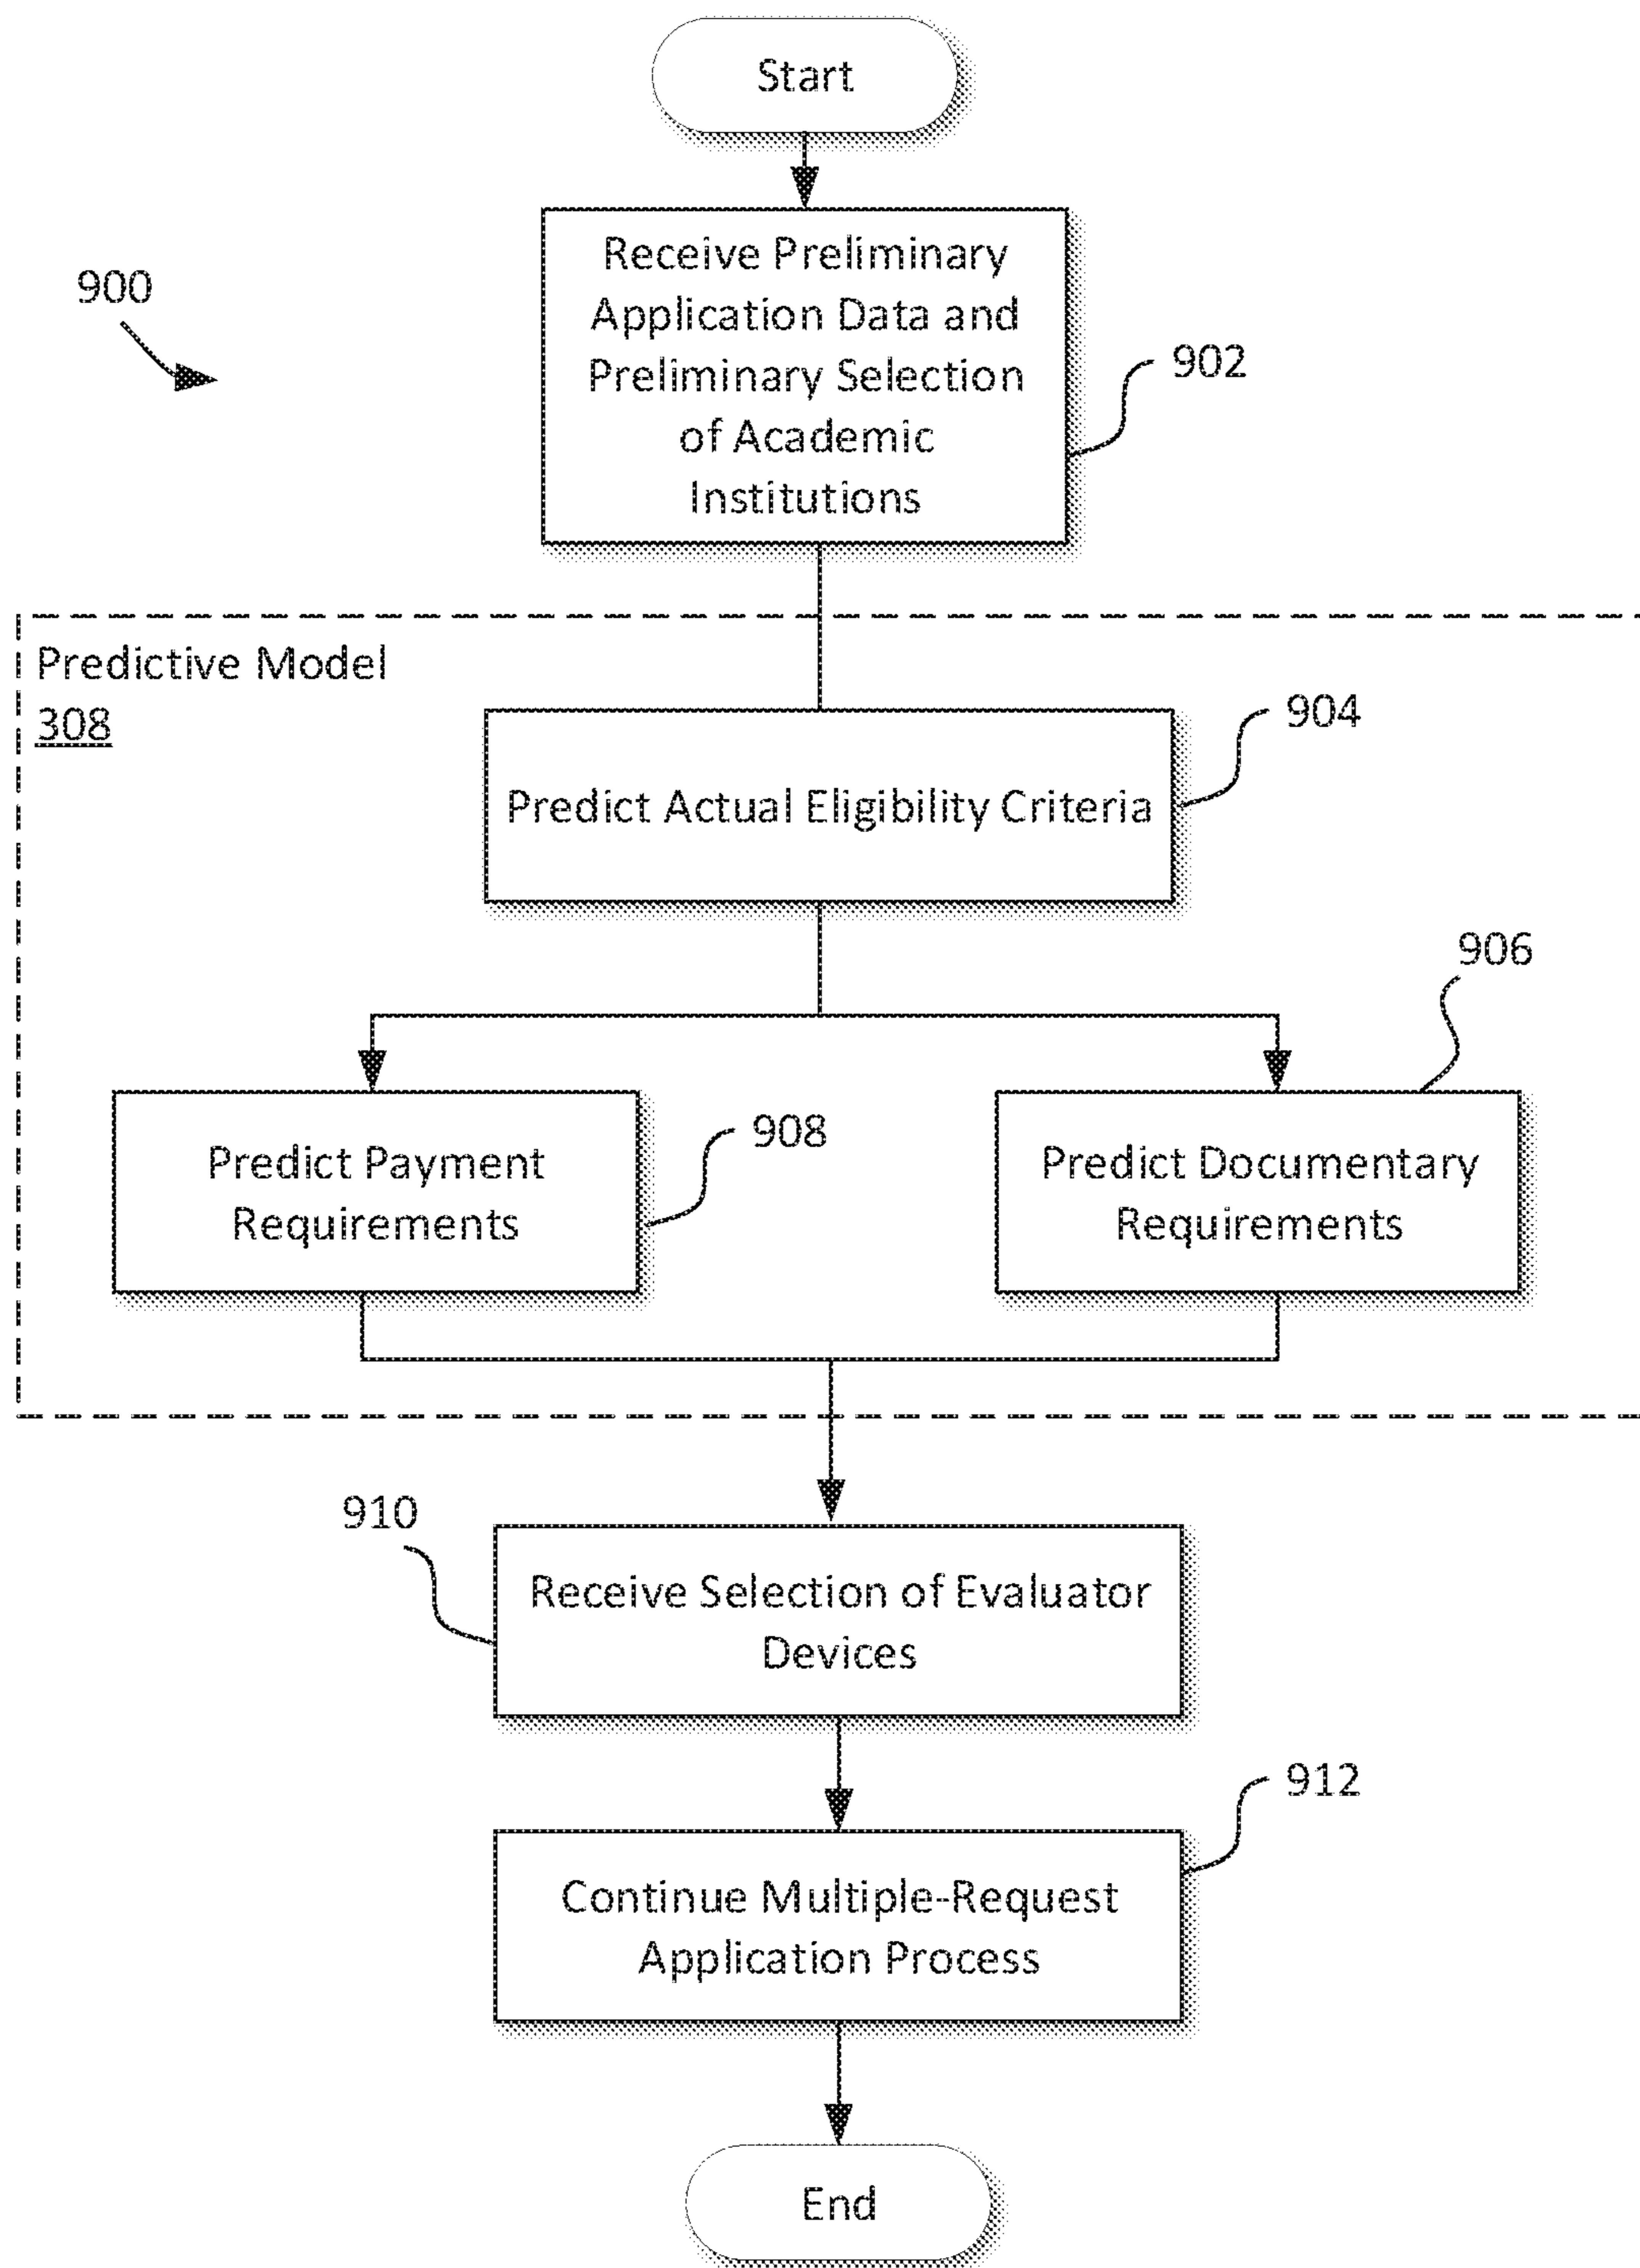 Start
900
Receive Preliminary
Application Data and
Preliminary Selection
of Academic
Institutions
902
Predictive Model
308
904
Predict Actual Eligibility Criteria
906
908
Predict Payment
Requirements
Predict Documentary
Requirements
910
Receive Selection of Evaluator
Devices
912
Continue Multiple-Request
Application Process
End